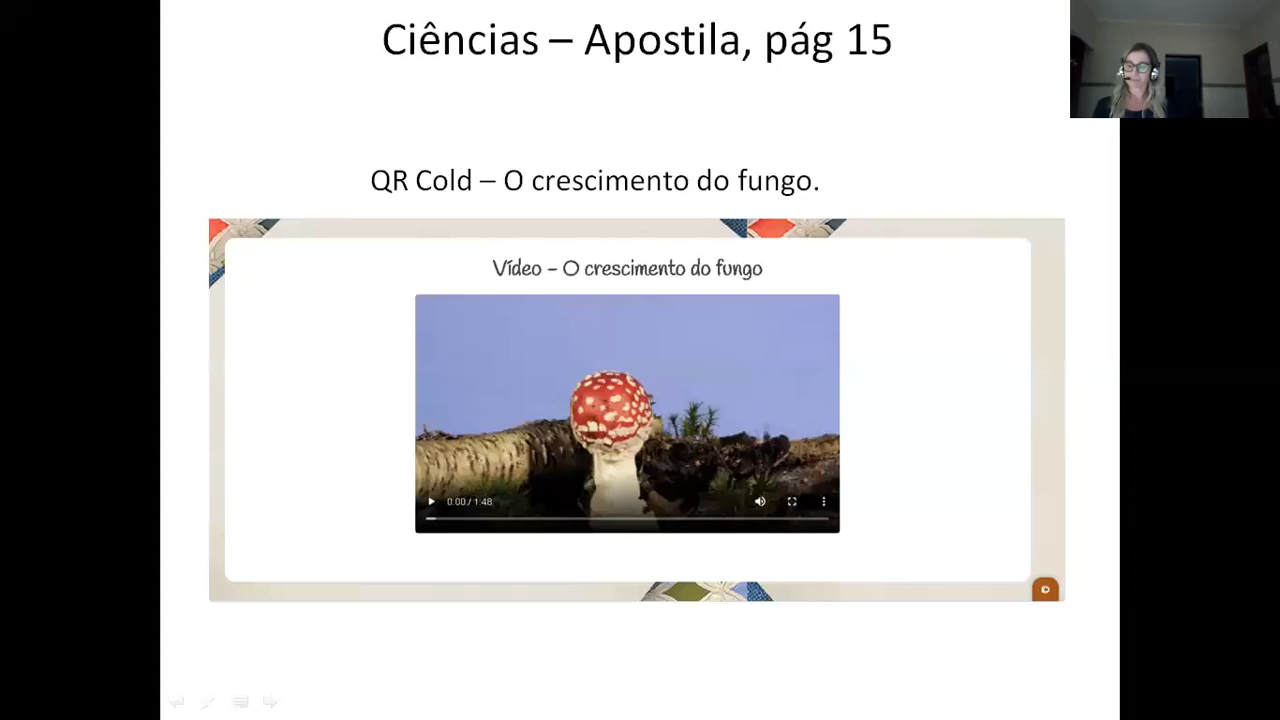 Ciências – Apostila, pág 15
QR Cold – O crescimento do fungo.
Vídeo - O crescimento do fungo
0:00 / 1:48
©